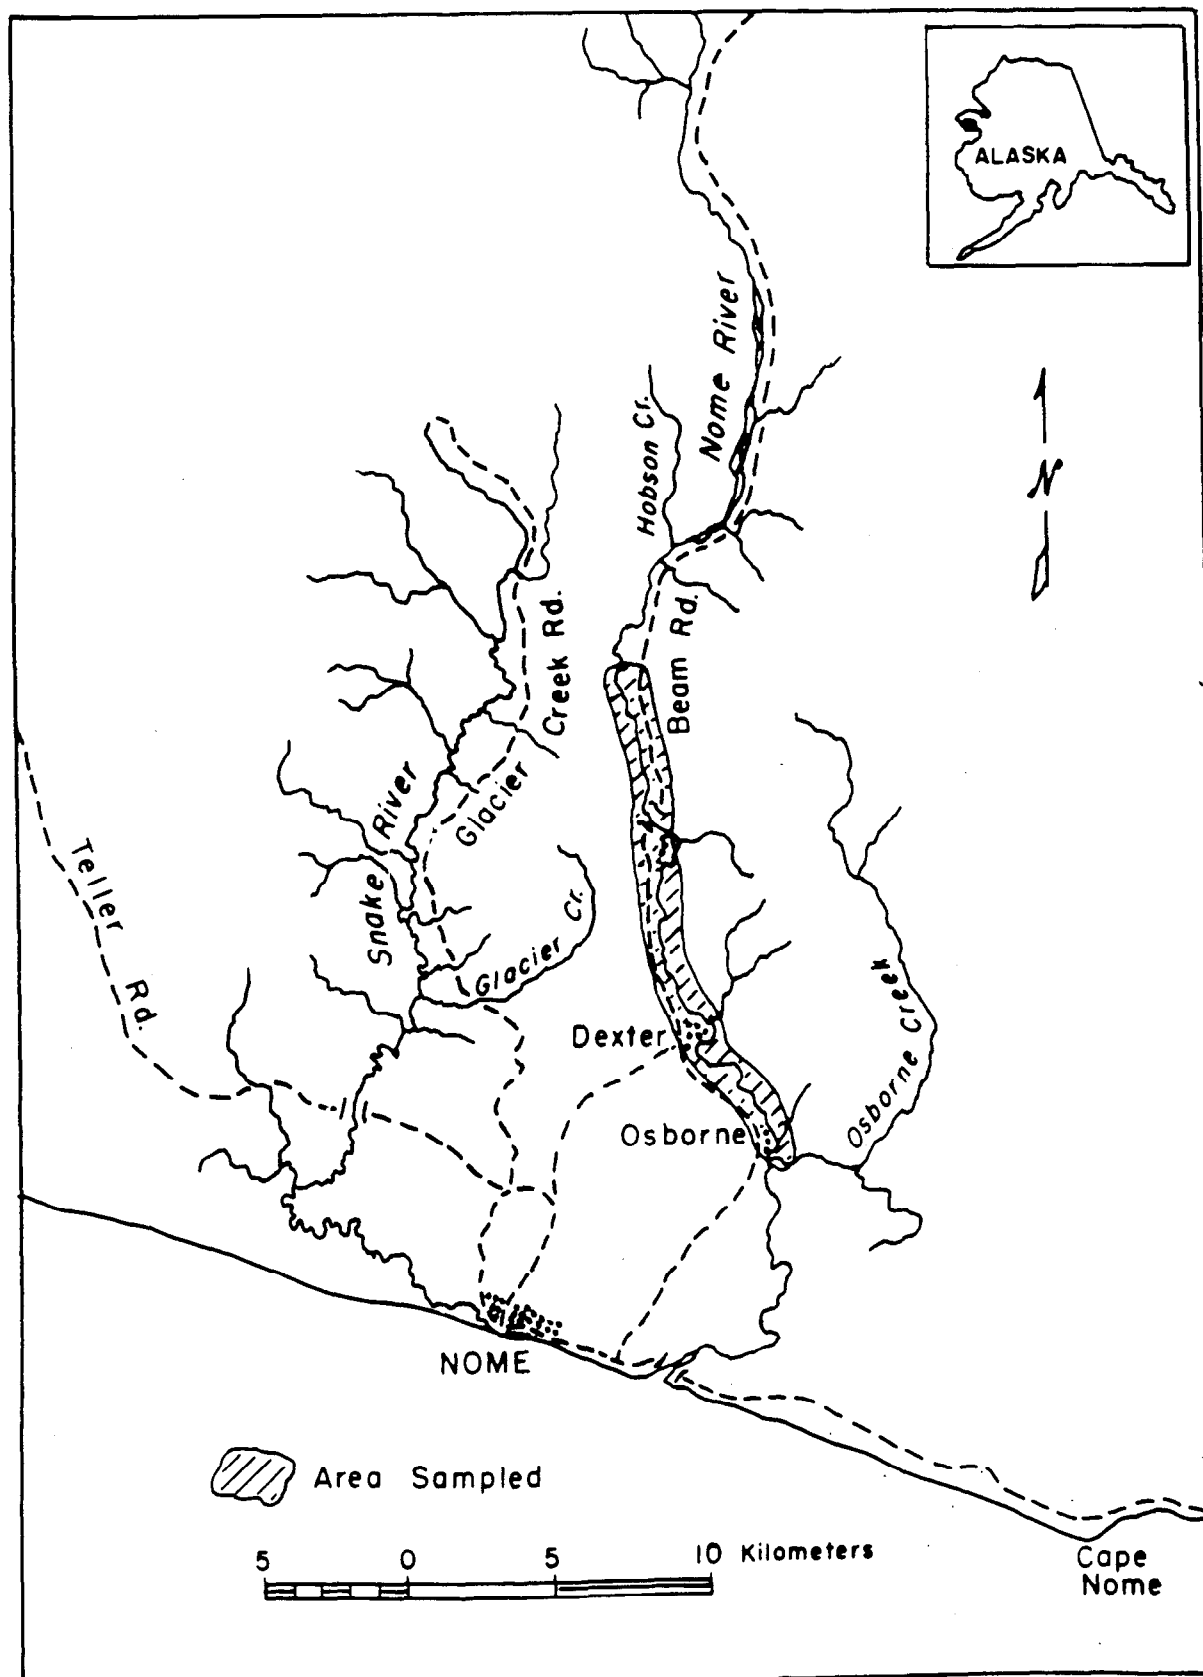 ALASKA
Nome River
Hobson Cr.
N
Beam Rd.
Creek Rd.
Glacier
River
Snake
Teller
Rd.
Glacier Cr.
Dexter
Osborne
Osborne Creek
NOME
Area Sampled
5 0 5 10 Kilometers
Cape
Nome